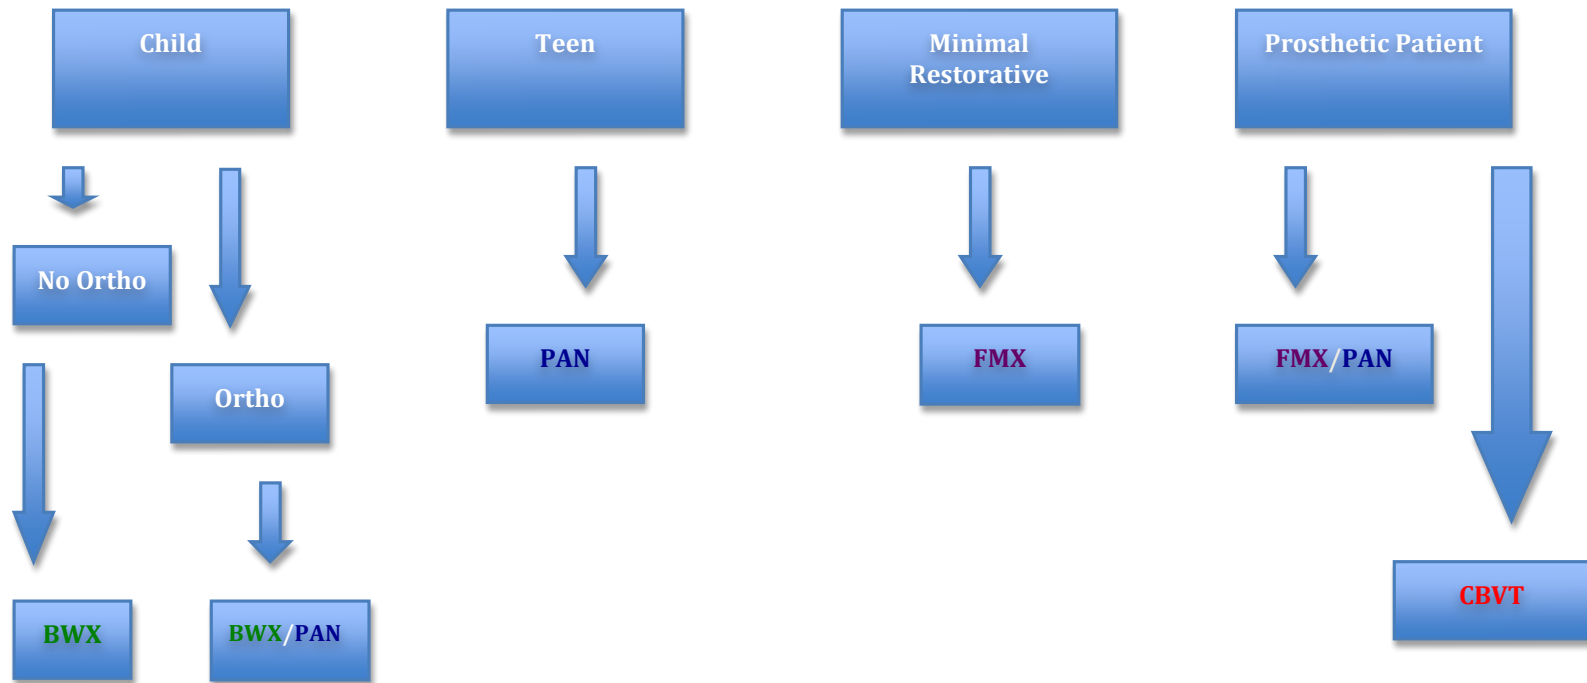 Child
Teen
Minimal
Restorative
Prosthetic Patient
No Ortho
Ortho
PAN
FMX
FMX/PAN
CBVT
BWX
BWX/PAN